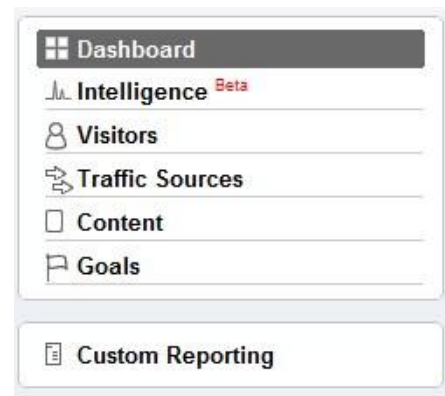 Dashboard
Intelligence Beta
Visitors
Traffic Sources
Content
Goals
Custom Reporting